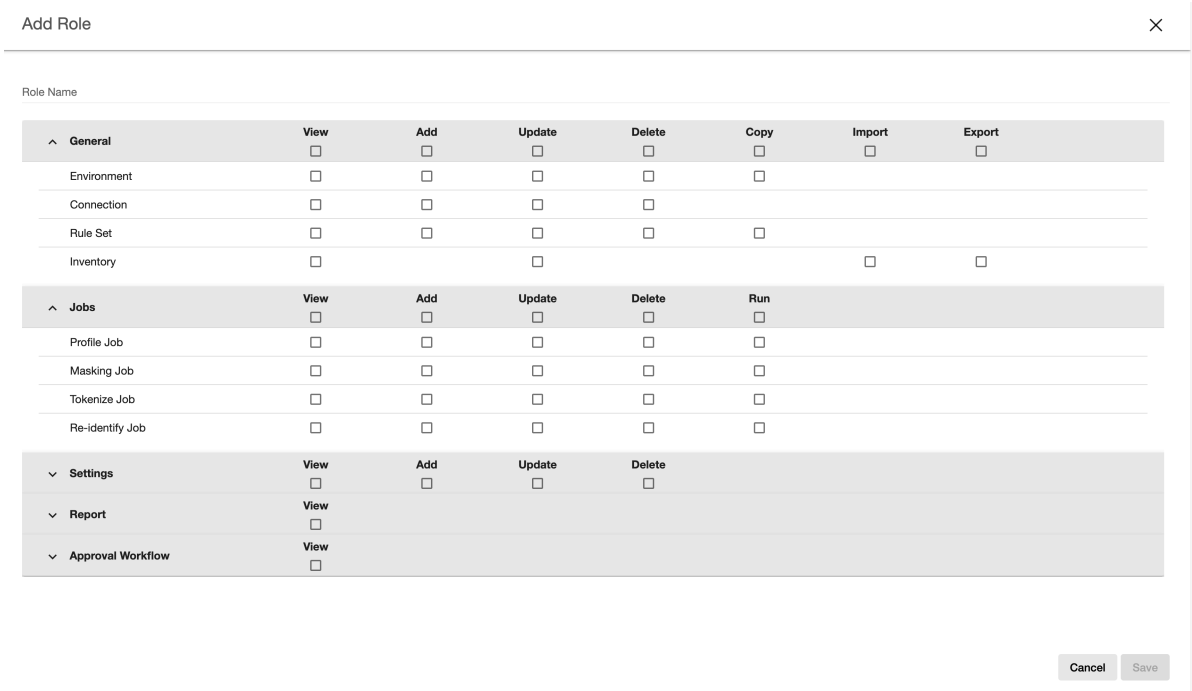 Add Role
Role Name
General View Add Update Delete Copy Import Export
Environment
Connection
Rule Set
Inventory
Jobs View Add Update Delete Run
Profile Job
Masking Job
Tokenize Job
Re-identify Job
Settings View Add Update Delete
Report View
Approval Workflow View
Cancel Save